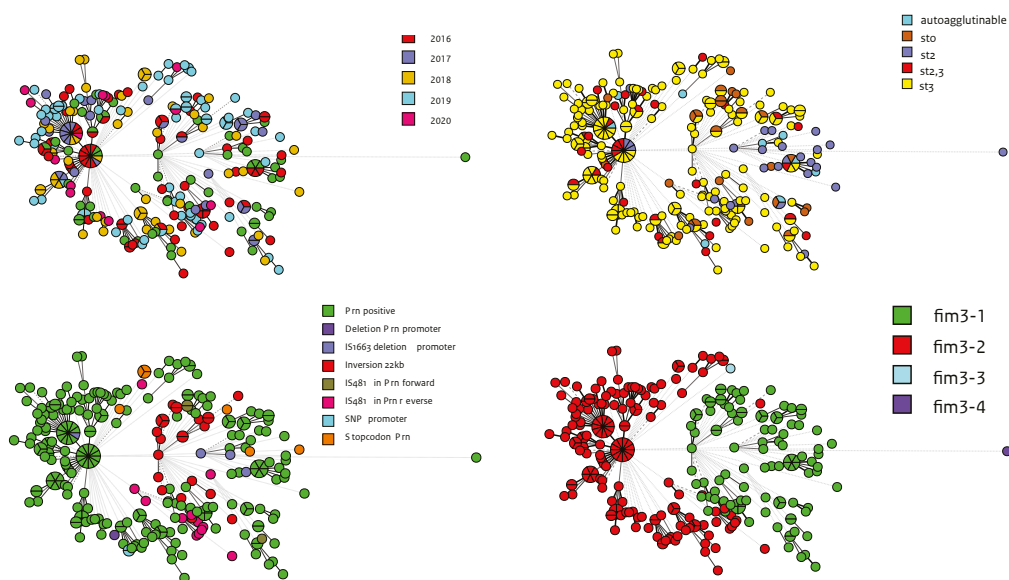 2016
2017
2018
2019
2020
autoagglutinable
st0
st2
st2,3
st3
Prn positive
Deletion Prn promoter
IS1663 deletion promoter
Inversion 22kb
IS481 in Prn forward
IS481 in Prn reverse
SNP promoter
Stopcodon Prn
fim3-1
fim3-2
fim3-3
fim3-4